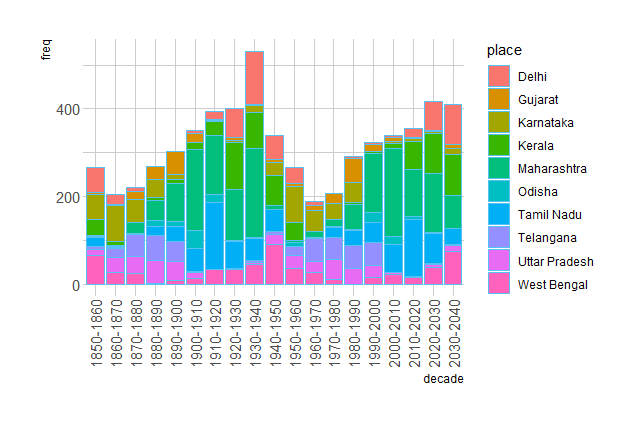 freq
400
200
0
1850-1860
1860-1870
1870-1880
1880-1890
1890-1900
1900-1910
1910-1920
1920-1930
1930-1940
1940-1950
1950-1960
1960-1970
1970-1980
1980-1990
1990-2000
2000-2010
2010-2020
2020-2030
2030-2040
decade
place
Delhi
Gujarat
Karnataka
Kerala
Maharashtra
Odisha
Tamil Nadu
Telangana
Uttar Pradesh
West Bengal